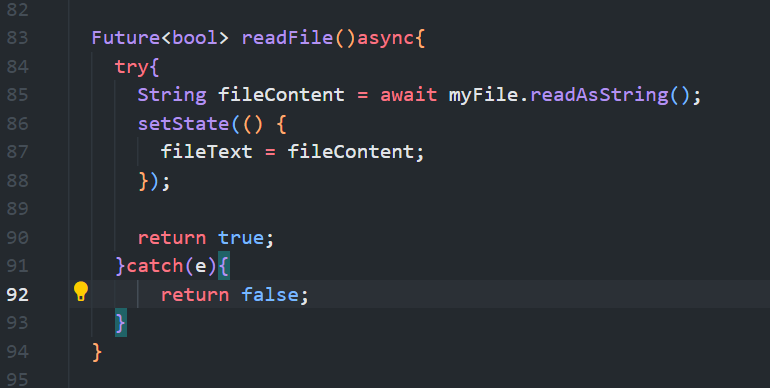 82
83 Future<bool> readFile()async{
84 try{
85 String fileContent = await myFile.readAsString();
86 setState(() {
87 fileText = fileContent;
88 });
89
90 return true;
91 }catch(e){
92 return false;
93 }
94 }
95